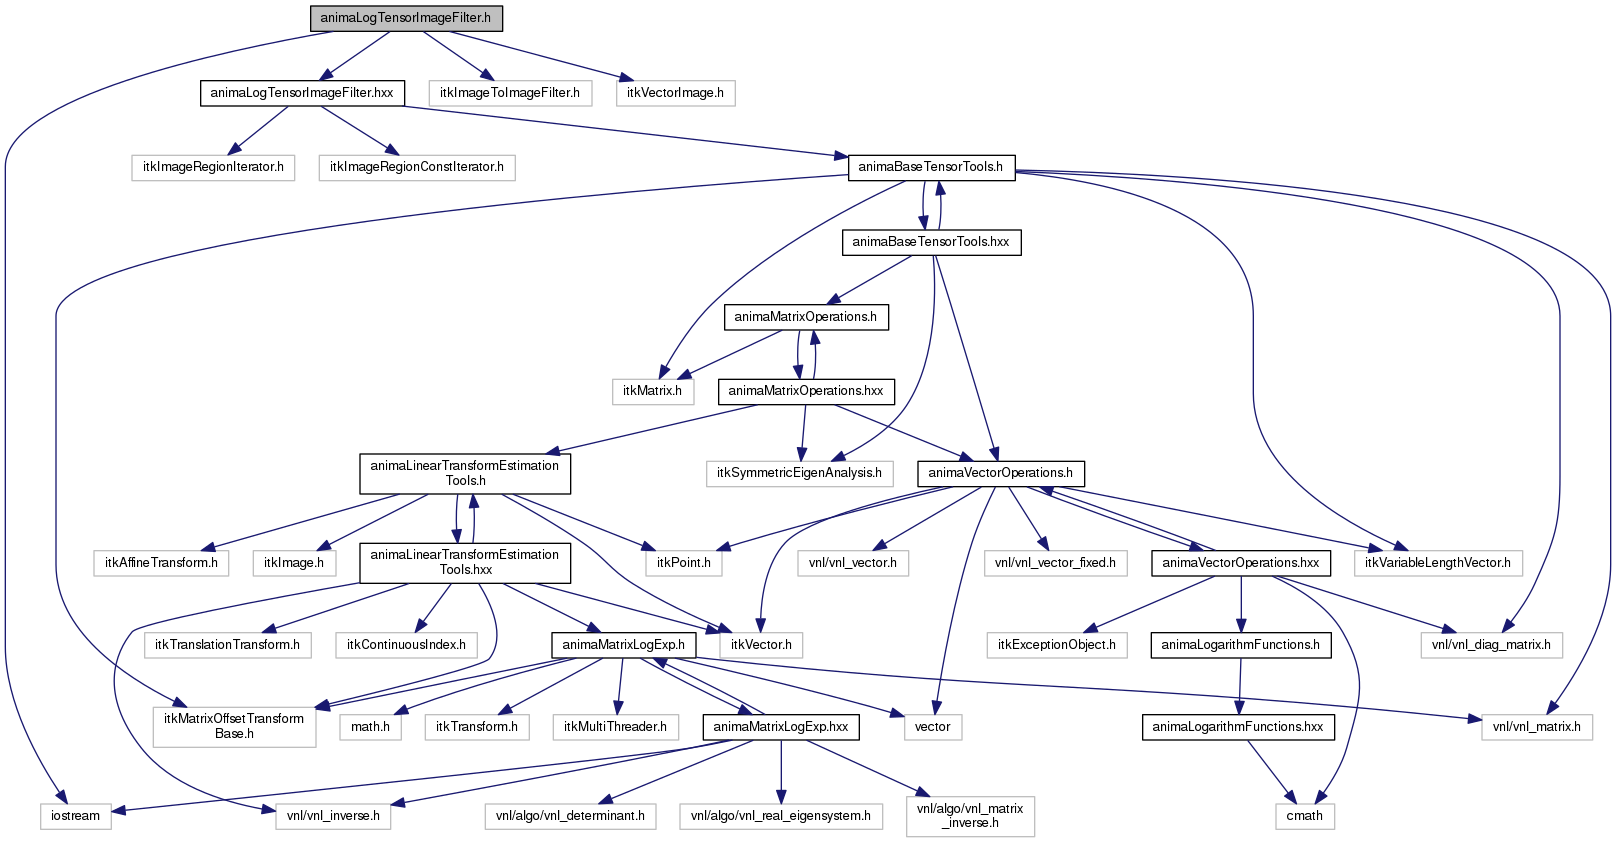 animaLogTensorImageFilter.h
animaLogTensorImageFilter.hxx
itkImageToImageFilter.h
itkVectorImage.h
itkImageRegionIterator.h
itkImageRegionConstIterator.h
animaBaseTensorTools.h
animaBaseTensorTools.hxx
animaMatrixOperations.h
itkMatrix.h
animaMatrixOperations.hxx
animaLinearTransformEstimation
Tools.h
itkSymmetricEigenAnalysis.h
animaVectorOperations.h
itkAffineTransform.h
itkImage.h
animaLinearTransformEstimation
Tools.hxx
itkPoint.h
vnl/vnl_vector.h
vnl/vnl_vector_fixed.h
animaVectorOperations.hxx
itkVariableLengthVector.h
itkTranslationTransform.h
itkContinuousIndex.h
animaMatrixLogExp.h
itkVector.h
itkExceptionObject.h
animaLogarithmFunctions.h
vnl/vnl_diag_matrix.h
itkMatrixOffsetTransform
Base.h
math.h
itkTransform.h
itkMultiThreader.h
animaMatrixLogExp.hxx
vector
animaLogarithmFunctions.hxx
vnl/vnl_matrix.h
iostream
vnl/vnl_inverse.h
vnl/algo/vnl_determinant.h
vnl/algo/vnl_real_eigensystem.h
vnl/algo/vnl_matrix
_inverse.h
cmath